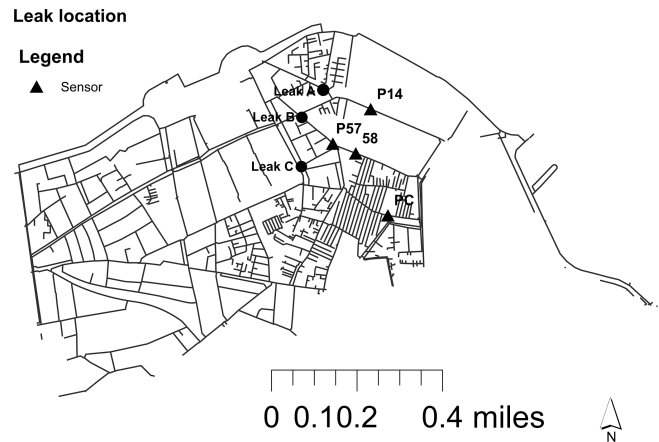 Leak location
Legend
Sensor
Leak A
P14
Leak B
P57
58
Leak C
PC
0 0.10.2 0.4 miles
N